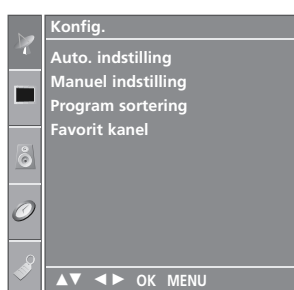 Konfig.
Auto. indstilling
Manuel indstilling
Program sortering
Favorit kanel
▲▼ ◄► OK MENU